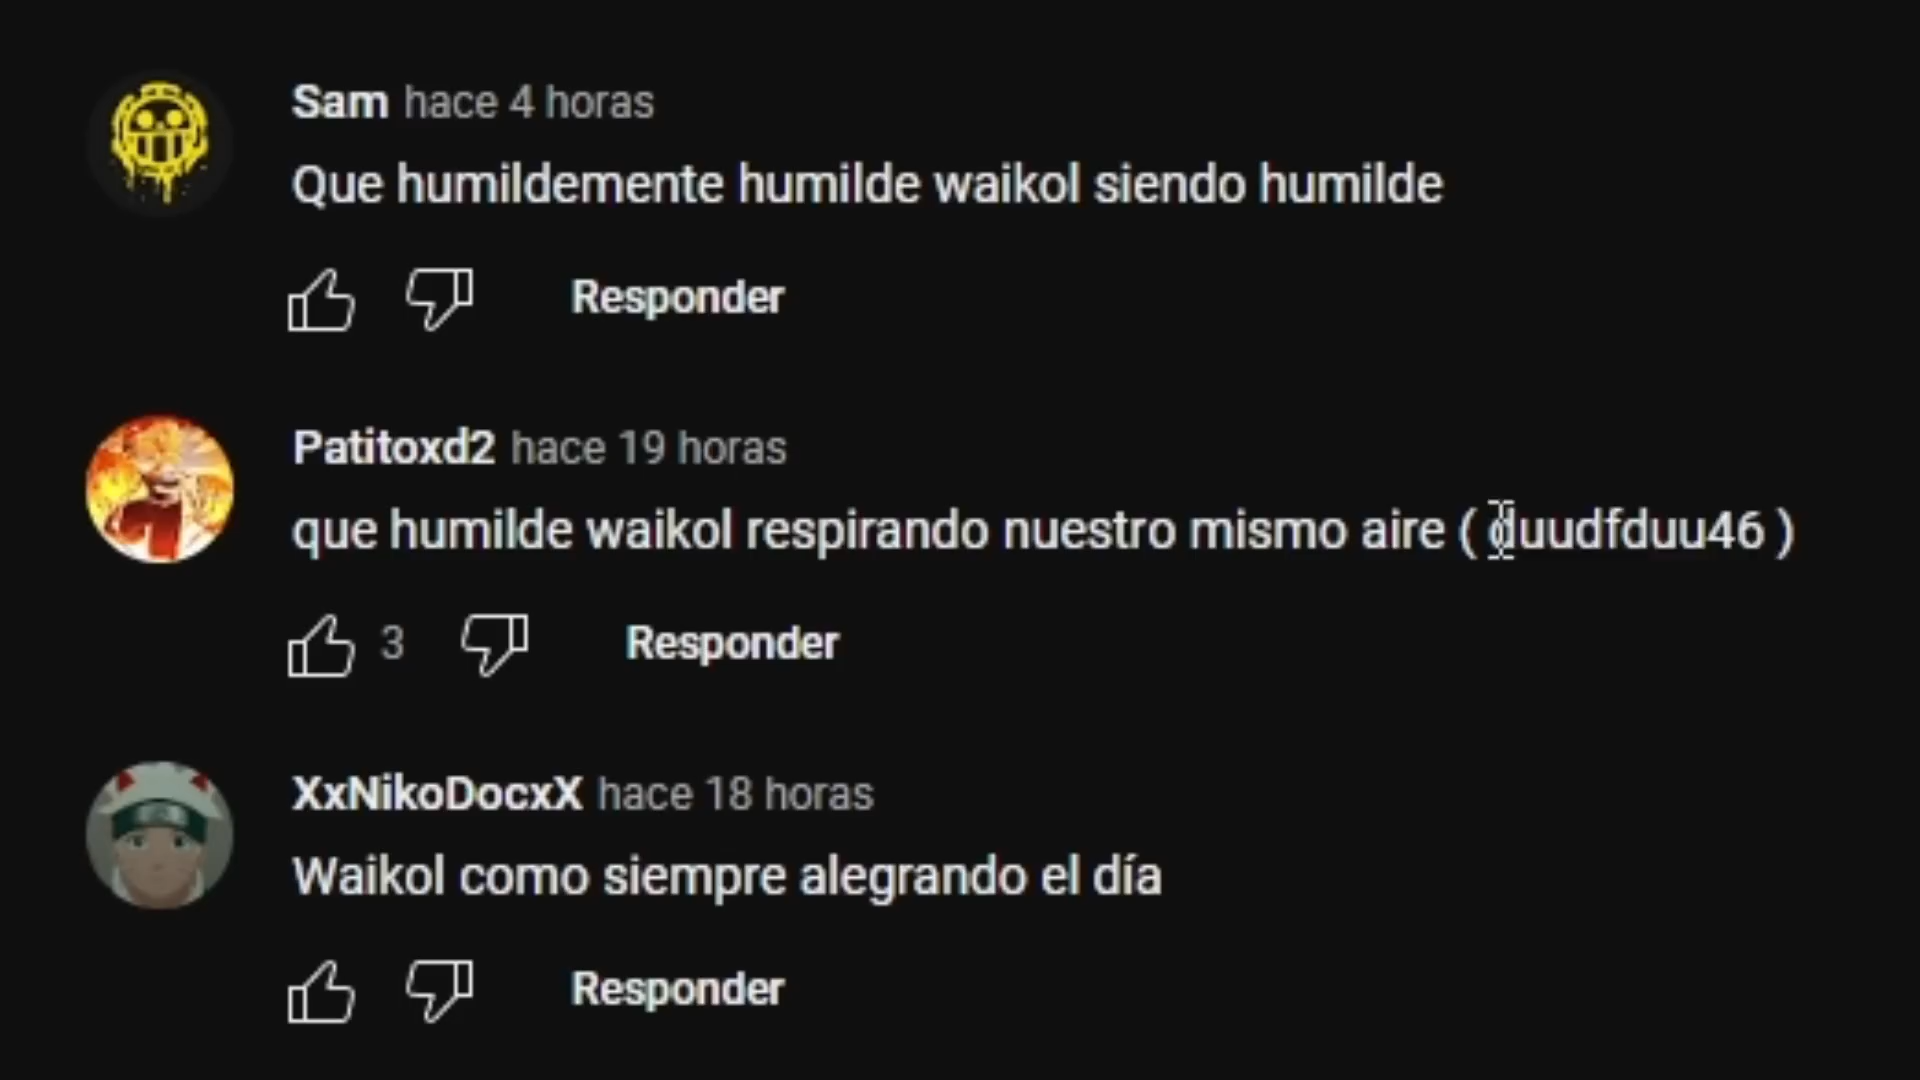 Sam hace 4 horas
Que humildemente humilde waikol siendo humilde
Responder
Patitoxd2 hace 19 horas
que humilde waikol respirando nuestro mismo aire ( duudfduu46 )
3 Responder
XxNikoDocxX hace 18 horas
Waikol como siempre alegrando el día
Responder